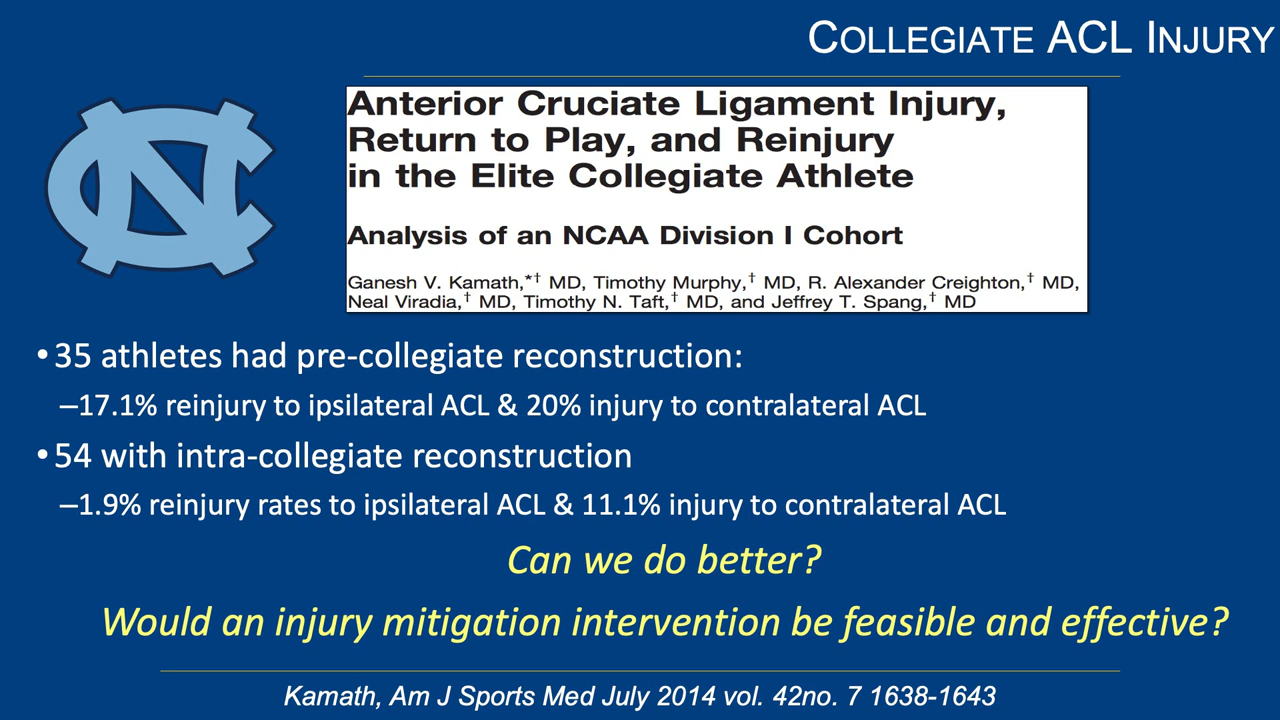 COLLEGIATE ACL INJURY
Anterior Cruciate Ligament Injury,
Return to Play, and Reinjury
in the Elite Collegiate Athlete
Analysis of an NCAA Division I Cohort
Ganesh V. Kamath,*† MD, Timothy Murphy,† MD, R. Alexander Creighton,† MD,
Neal Viradia,† MD, Timothy N. Taft,† MD, and Jeffrey T. Spang,† MD
NC
•35 athletes had pre-collegiate reconstruction:
–17.1% reinjury to ipsilateral ACL & 20% injury to contralateral ACL
•54 with intra-collegiate reconstruction
–1.9% reinjury rates to ipsilateral ACL & 11.1% injury to contralateral ACL
Can we do better?
Would an injury mitigation intervention be feasible and effective?
Kamath, Am J Sports Med July 2014 vol. 42no. 7 1638-1643